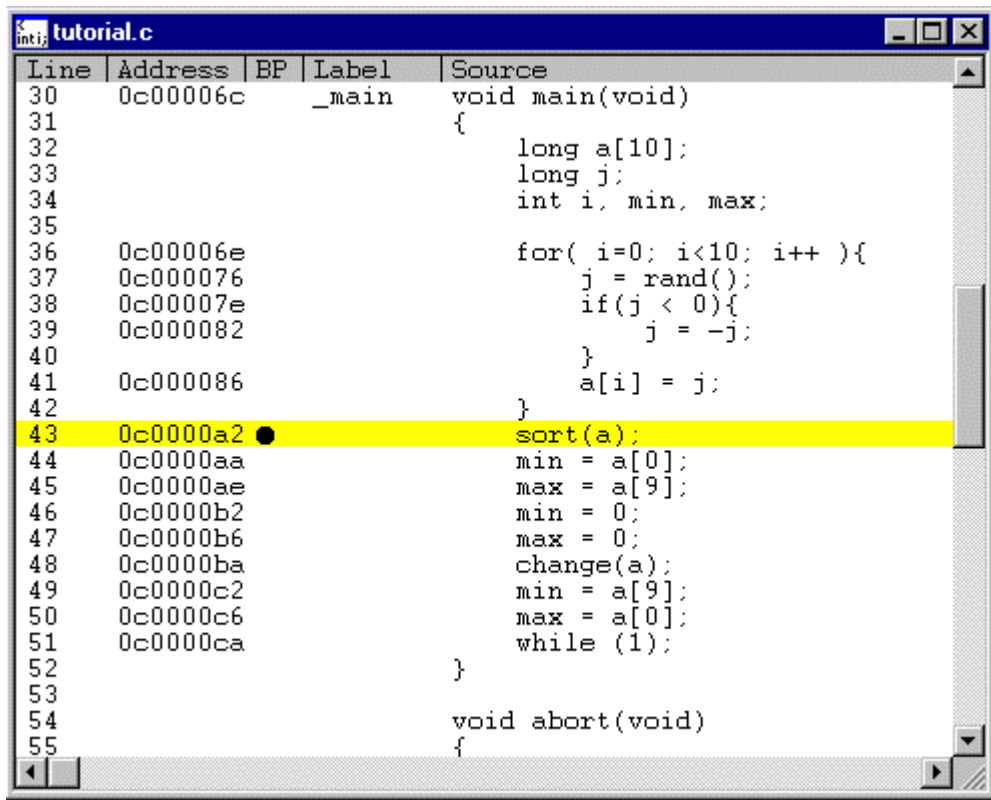 inti; tutorial.c
Line Address BP Label Source
30 0c00006c _main void main(void)
31 {
32 long a[10];
33 long j;
34 int i, min, max;
35
36 0c00006e for( i=0; i<10; i++ ){
37 0c000076 j = rand();
38 0c00007e if(j < 0){
39 0c000082 j = -j;
40 }
41 0c000086 a[i] = j;
42 }
43 0c0000a2 ● sort(a);
44 0c0000aa min = a[0];
45 0c0000ae max = a[9];
46 0c0000b2 min = 0;
47 0c0000b6 max = 0;
48 0c0000ba change(a);
49 0c0000c2 min = a[9];
50 0c0000c6 max = a[0];
51 0c0000ca while (1);
52 }
53
54 void abort(void)
55 {